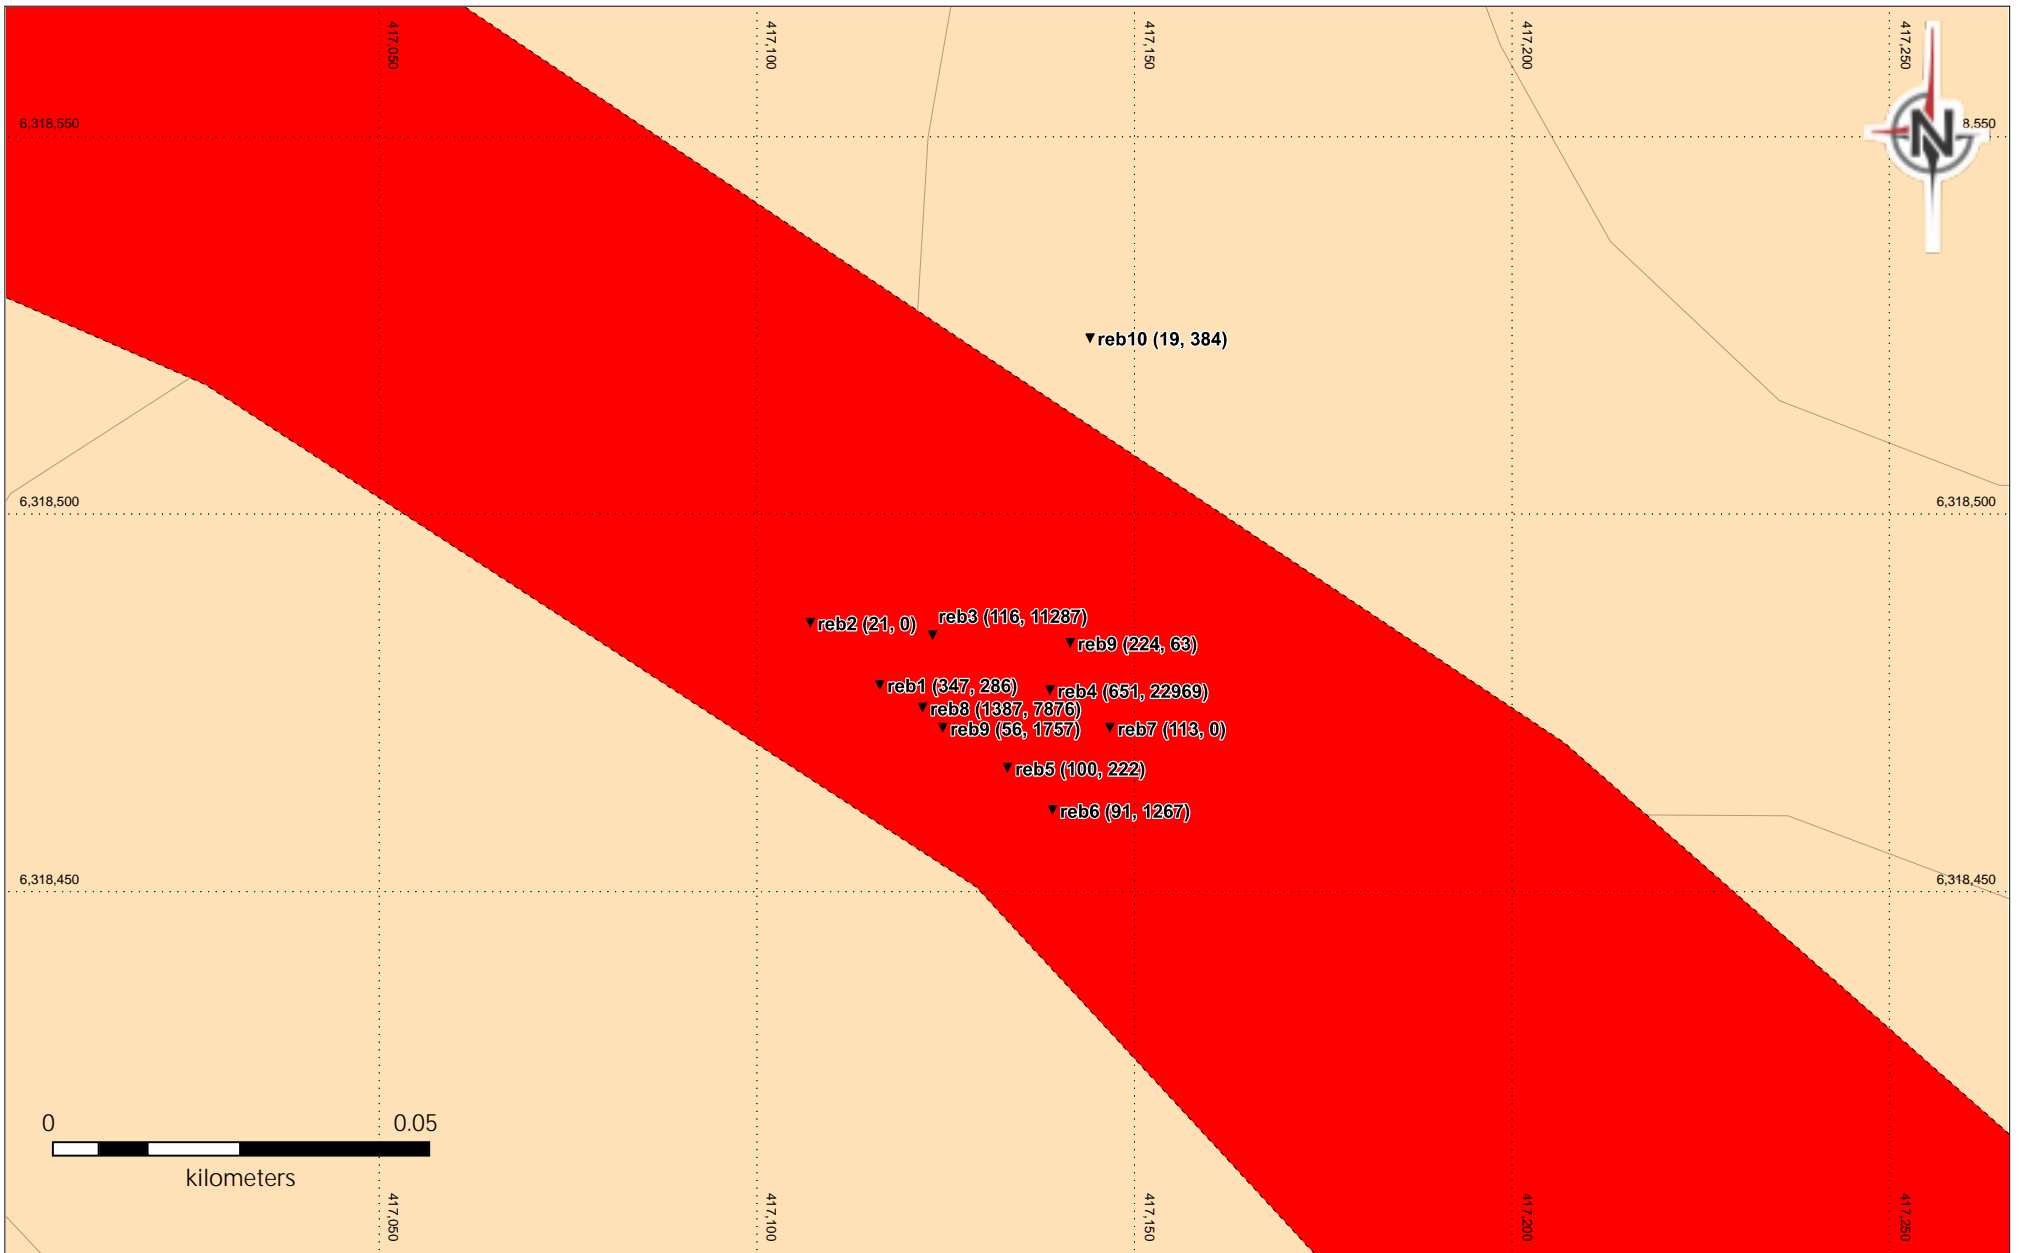 417,050
417,100
417,150
417,200
417,250
6,318,550
8,550
N
reb10 (19, 384)
6,318,500
6,318,500
reb3 (116, 11287)
reb2 (21, 0)
reb9 (224, 63)
reb1 (347, 286)
reb4 (651, 22969)
reb8 (1387, 7876)
reb9 (56, 1757)
reb7 (113, 0)
reb5 (100, 222)
reb6 (91, 1267)
6,318,450
6,318,450
0 0.05
kilometers
417,050
417,100
417,150
417,200
417,250